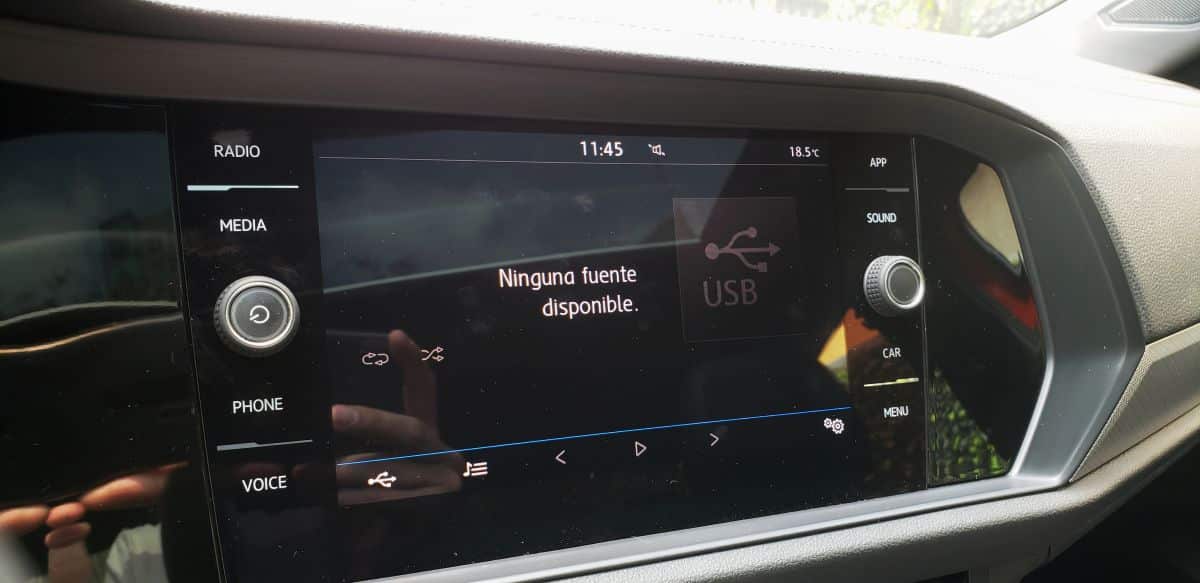 RADIO
MEDIA
PHONE
VOICE
11:45
18.5°C
Ninguna fuente
disponible.
USB
APP
SOUND
CAR
MENU